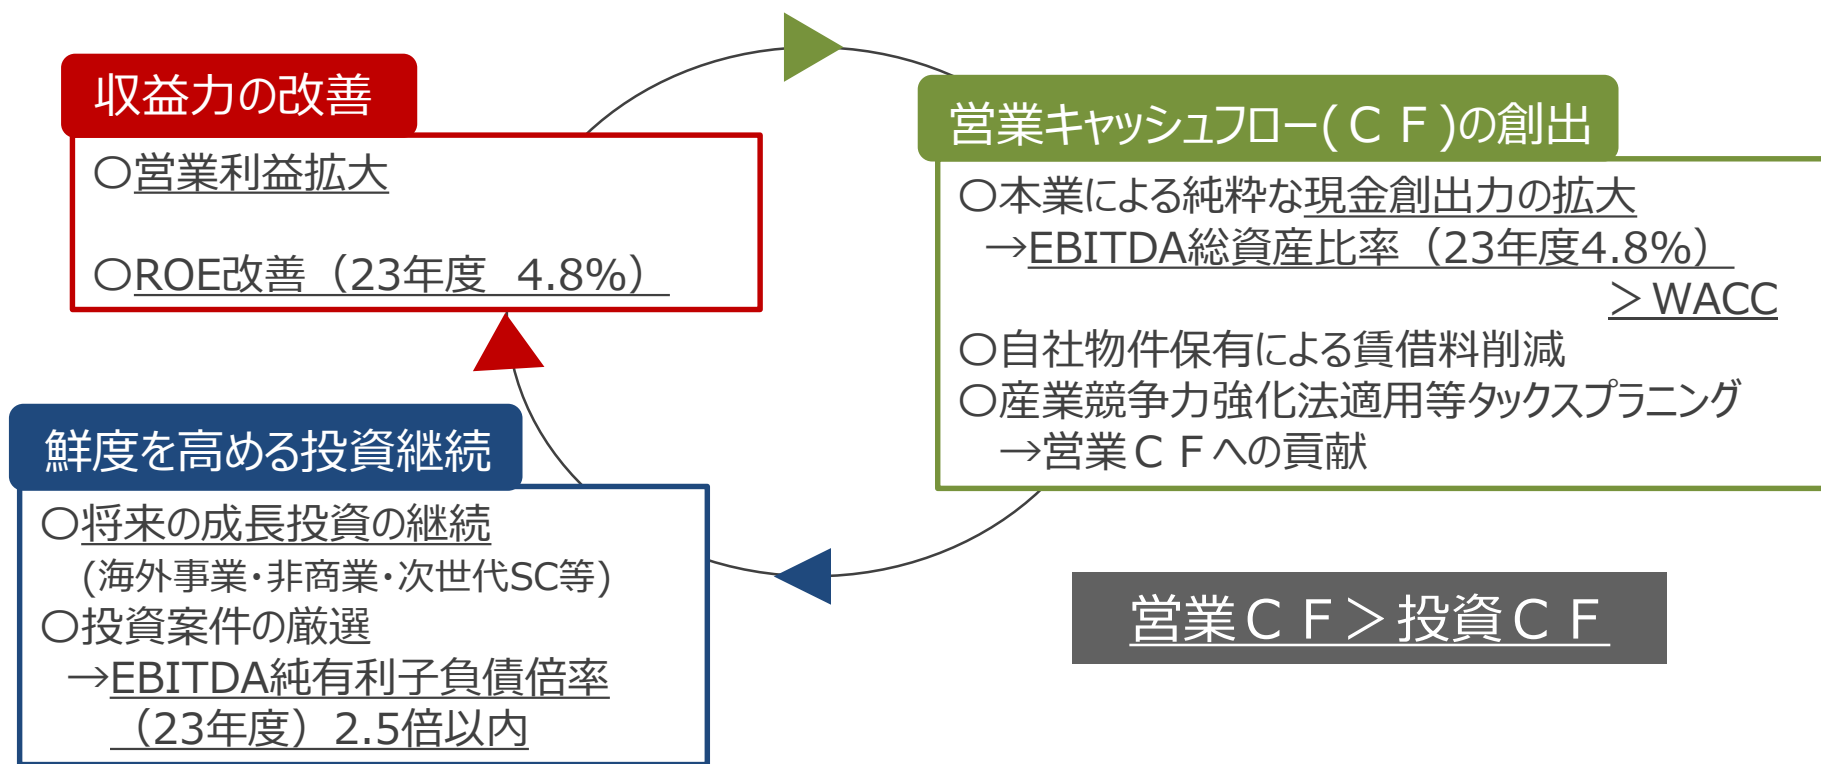 収益力の改善
〇営業利益拡大
〇ROE改善（23年度　4.8%）
営業キャッシュフロー(ＣＦ)の創出
〇本業による純粋な現金創出力の拡大
→EBITDA総資産比率（23年度4.8%）
＞WACC
〇自社物件保有による賃借料削減
〇産業競争力強化法適用等タックスプラニング
→営業ＣＦへの貢献
鮮度を高める投資継続
〇将来の成長投資の継続
(海外事業・非商業・次世代SC等)
〇投資案件の厳選
→EBITDA純有利子負債倍率
（23年度）2.5倍以内
営業ＣＦ＞投資ＣＦ